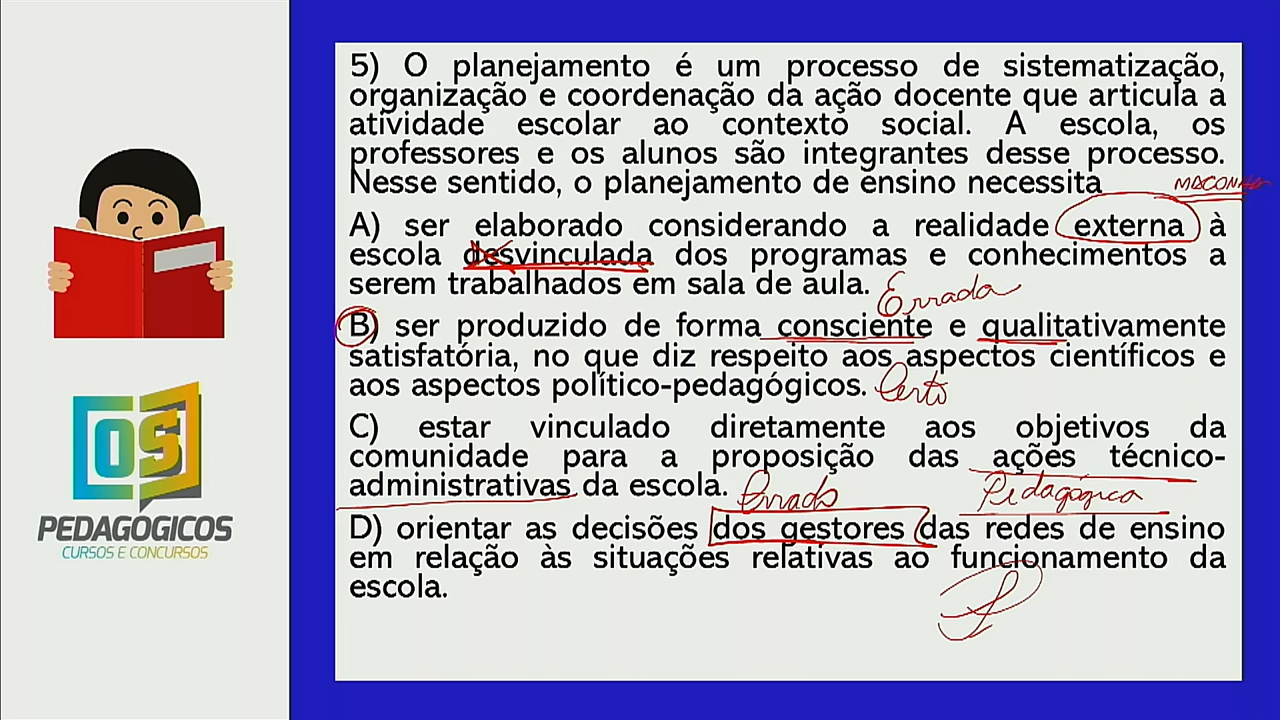 5) O planejamento é um processo de sistematização,
organização e coordenação da ação docente que articula a
atividade escolar ao contexto social. A escola, os
professores e os alunos são integrantes desse processo.
Nesse sentido, o planejamento de ensino necessita
A) ser elaborado considerando a realidade externa à
escola desvinculada dos programas e conhecimentos a
serem trabalhados em sala de aula.
Errada
B) ser produzido de forma consciente e qualitativamente
satisfatória, no que diz respeito aos aspectos científicos e
aos aspectos político-pedagógicos. Certo
C) estar vinculado diretamente aos objetivos da
comunidade para a proposição das ações técnico-
administrativas da escola. Errado Pedagógica
D) orientar as decisões dos gestores das redes de ensino
em relação às situações relativas ao funcionamento da
escola.
OS
PEDAGÓGICOS
CURSOS E CONCURSOS